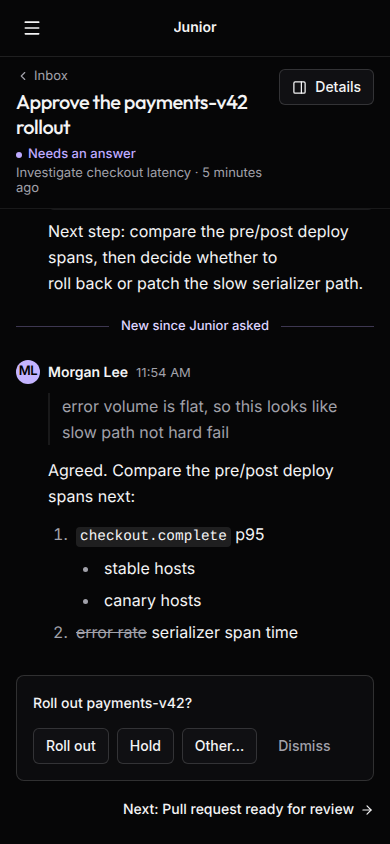 Junior
Inbox
Details
Approve the payments-v42
rollout
Needs an answer
Investigate checkout latency · 5 minutes
ago
Next step: compare the pre/post deploy
spans, then decide whether to
roll back or patch the slow serializer path.
New since Junior asked
ML Morgan Lee 11:54 AM
error volume is flat, so this looks like
slow path not hard fail
Agreed. Compare the pre/post deploy
spans next:
1. checkout.complete p95
• stable hosts
• canary hosts
2. error rate serializer span time
Roll out payments-v42?
Roll out Hold Other... Dismiss
Next: Pull request ready for review →